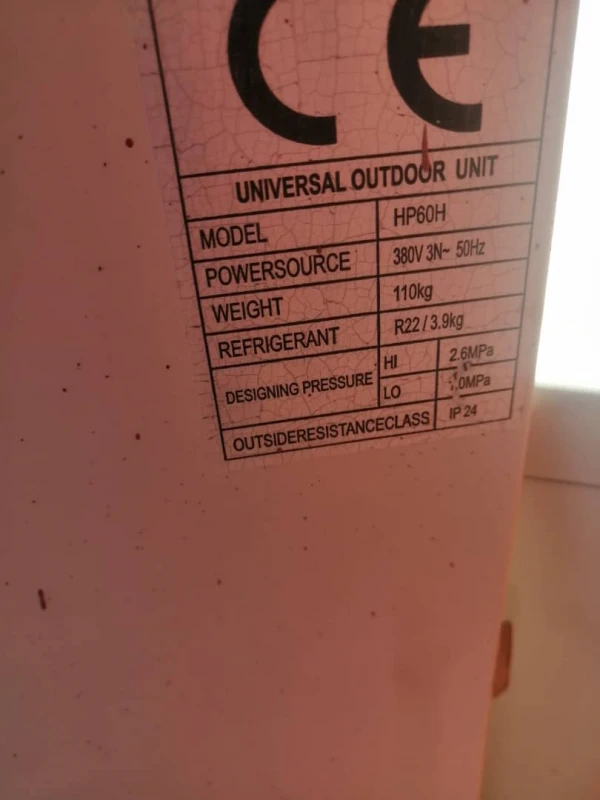 CE
UNIVERSAL OUTDOOR UNIT
MODEL HP60H
POWERSOURCE 380V 3N~ 50Hz
WEIGHT 110kg
REFRIGERANT R22 / 3.9kg
DESIGNING PRESSURE HI 2.6MPa
LO .0MPa
OUTSIDERESISTANCECLASS IP 24